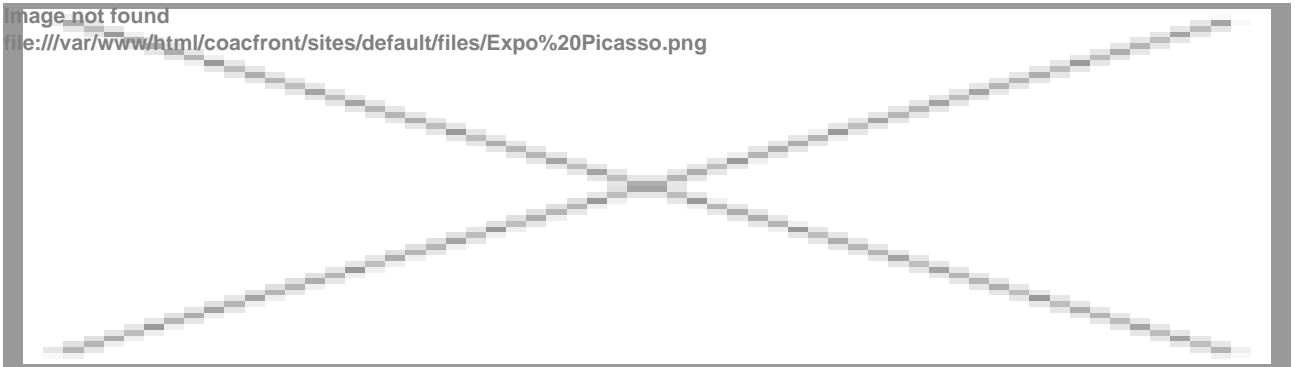 Image not found
file:///var/www/html/coacfront/sites/default/files/Expo%20Picasso.png